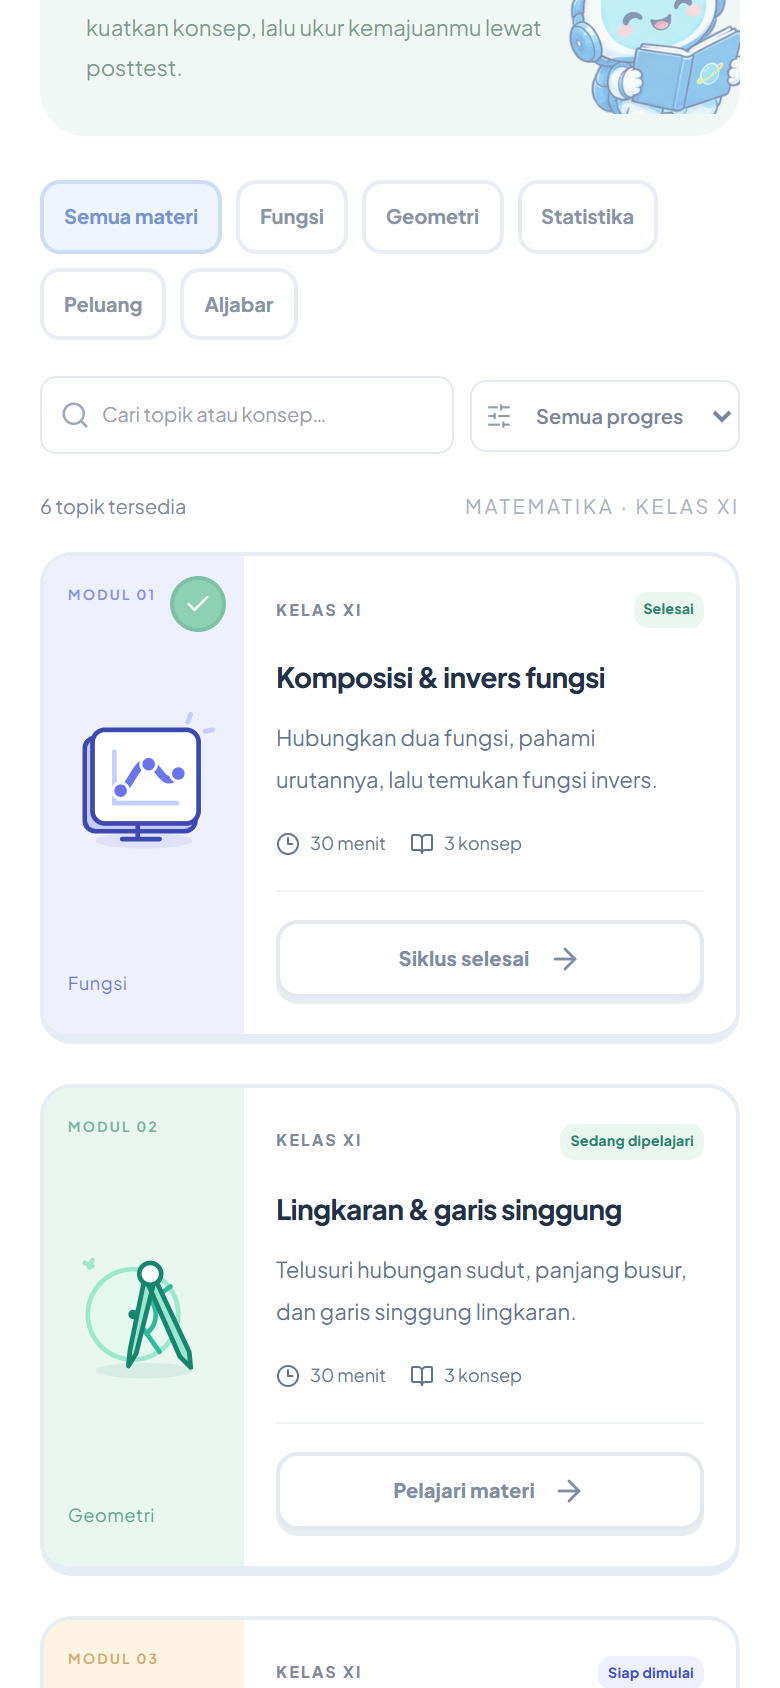 kuatkan konsep, lalu ukur kemajuanmu lewat
posttest.
Semua materi
Fungsi
Geometri
Statistika
Peluang
Aljabar
Cari topik atau konsep...
Semua progres
6 topik tersedia
MATEMATIKA · KELAS XI
MODUL 01
KELAS XI
Selesai
Komposisi & invers fungsi
Hubungkan dua fungsi, pahami
urutannya, lalu temukan fungsi invers.
30 menit
3 konsep
Siklus selesai
Fungsi
MODUL 02
KELAS XI
Sedang dipelajari
Lingkaran & garis singgung
Telusuri hubungan sudut, panjang busur,
dan garis singgung lingkaran.
30 menit
3 konsep
Pelajari materi
Geometri
MODUL 03
KELAS XI
Siap dimulai